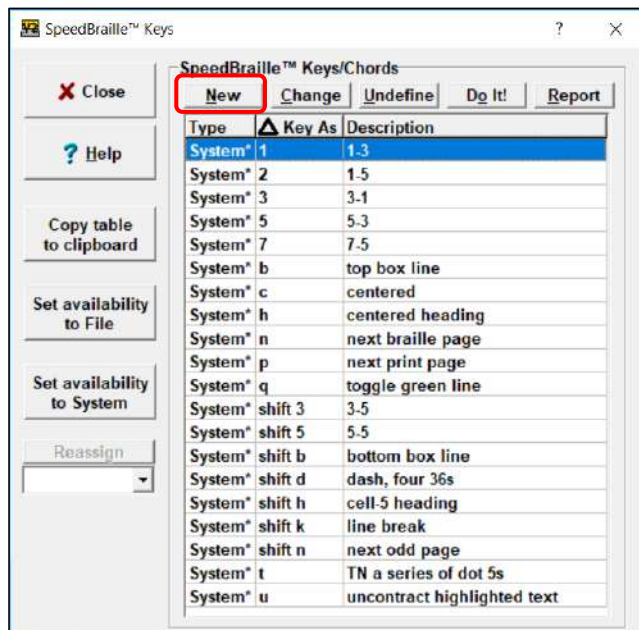 SpeedBraille™ Keys ? ×
SpeedBraille™ Keys/Chords
Close
Help
Copy table
to clipboard
Set availability
to File
Set availability
to System
Reassign
New Change Undefine Do It! Report
Type Key As Description
System* 1 1-3
System* 2 1-5
System* 3 3-1
System* 5 5-3
System* 7 7-5
System* b top box line
System* c centered
System* h centered heading
System* n next braille page
System* p next print page
System* q toggle green line
System* shift 3 3-5
System* shift 5 5-5
System* shift b bottom box line
System* shift d dash, four 36s
System* shift h cell-5 heading
System* shift k line break
System* shift n next odd page
System* t TN a series of dot 5s
System* u uncontract highlighted text